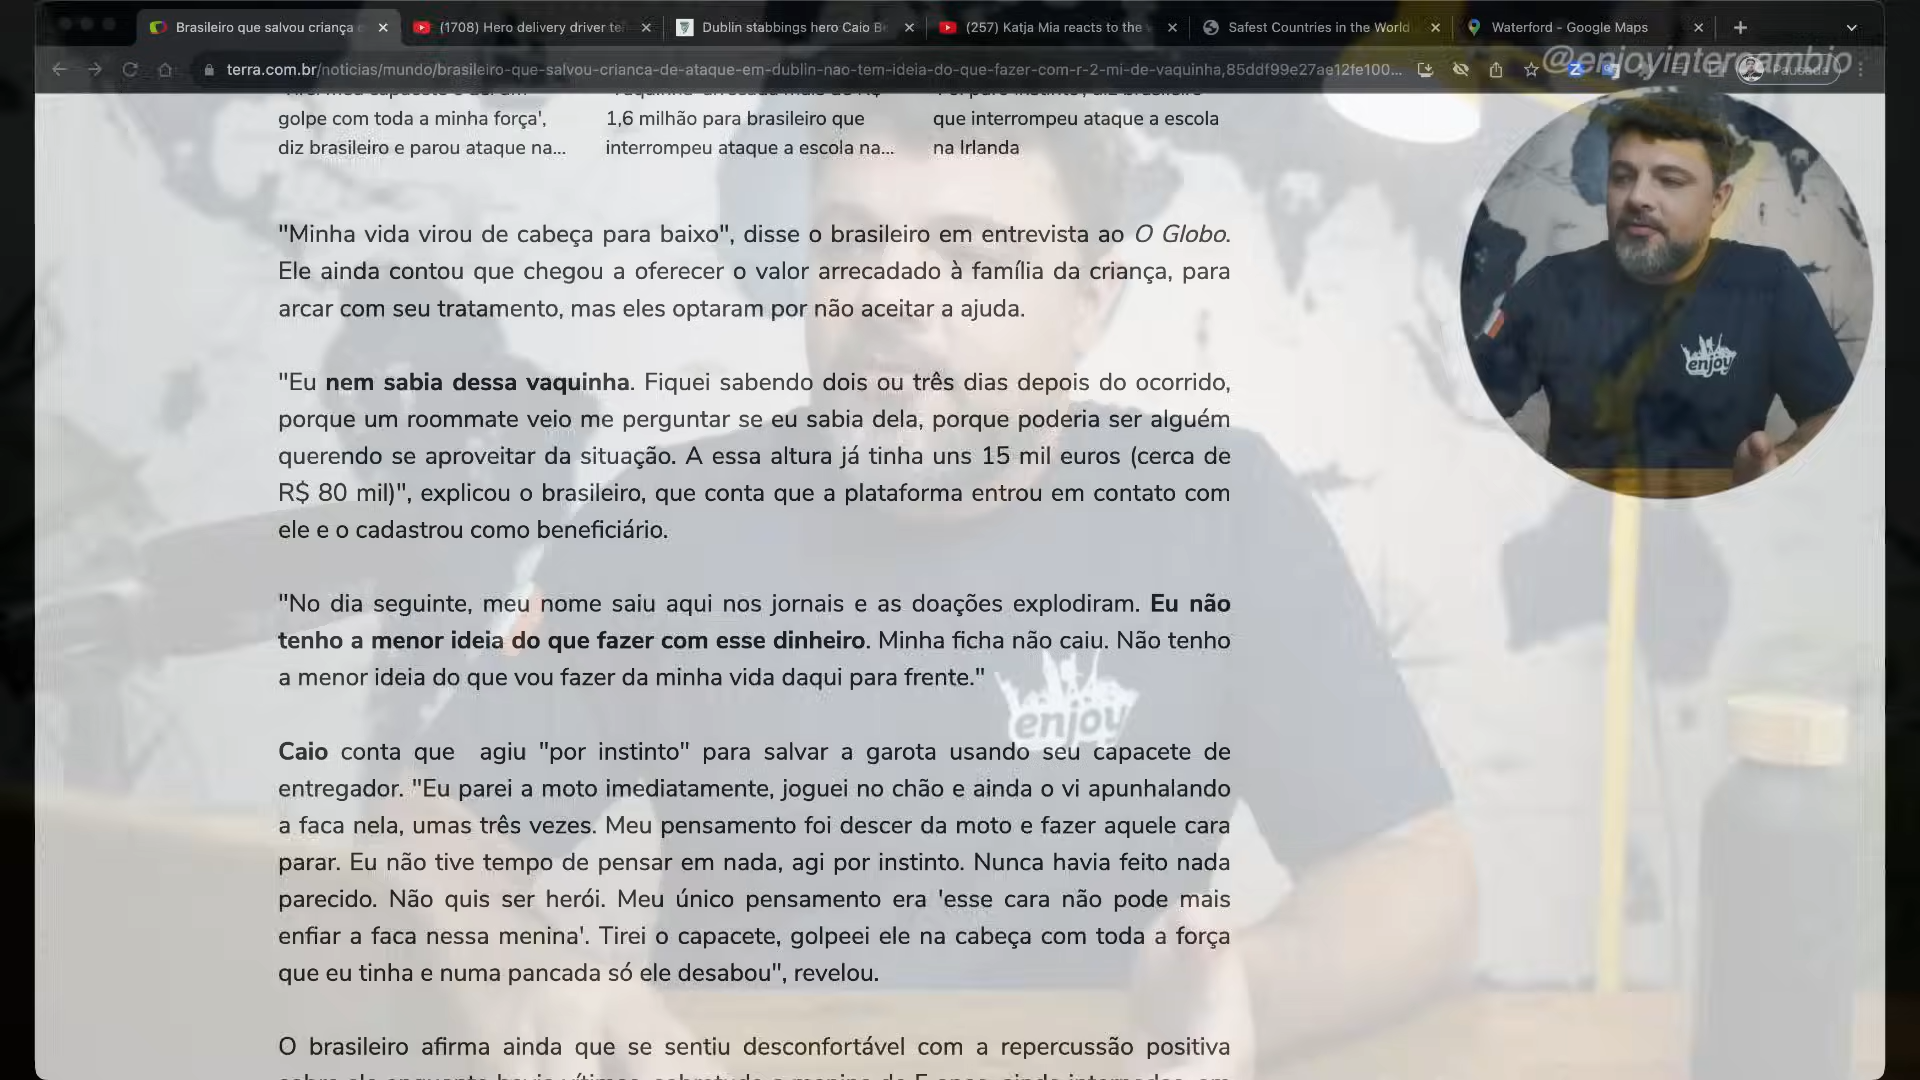 Brasileiro que salvou criança
(1708) Hero delivery driver te
Dublin stabbings hero Caio Be
(257) Katja Mia reacts to the
Safest Countries in the World
Waterford - Google Maps
terra.com.br/noticias/mundo/brasileiro-que-salvou-crianca-de-ataque-em-dublin-nao-tem-ideia-do-que-fazer-com-r-2-mi-de-vaquinha,85ddf99e27ae12fe100...
Pausada
@enjoyintercambio
golpe com toda a minha força',
diz brasileiro e parou ataque na...
1,6 milhão para brasileiro que
interrompeu ataque a escola na...
que interrompeu ataque a escola
na Irlanda
"Minha vida virou de cabeça para baixo", disse o brasileiro em entrevista ao O Globo.
Ele ainda contou que chegou a oferecer o valor arrecadado à família da criança, para
arcar com seu tratamento, mas eles optaram por não aceitar a ajuda.
"Eu nem sabia dessa vaquinha. Fiquei sabendo dois ou três dias depois do ocorrido,
porque um roommate veio me perguntar se eu sabia dela, porque poderia ser alguém
querendo se aproveitar da situação. A essa altura já tinha uns 15 mil euros (cerca de
R$ 80 mil)", explicou o brasileiro, que conta que a plataforma entrou em contato com
ele e o cadastrou como beneficiário.
"No dia seguinte, meu nome saiu aqui nos jornais e as doações explodiram. Eu não
tenho a menor ideia do que fazer com esse dinheiro. Minha ficha não caiu. Não tenho
a menor ideia do que vou fazer da minha vida daqui para frente."
Caio conta que agiu "por instinto" para salvar a garota usando seu capacete de
entregador. "Eu parei a moto imediatamente, joguei no chão e ainda o vi apunhalando
a faca nela, umas três vezes. Meu pensamento foi descer da moto e fazer aquele cara
parar. Eu não tive tempo de pensar em nada, agi por instinto. Nunca havia feito nada
parecido. Não quis ser herói. Meu único pensamento era 'esse cara não pode mais
enfiar a faca nessa menina'. Tirei o capacete, golpeei ele na cabeça com toda a força
que eu tinha e numa pancada só ele desabou", revelou.
O brasileiro afirma ainda que se sentiu desconfortável com a repercussão positiva
enjoy
enjoy